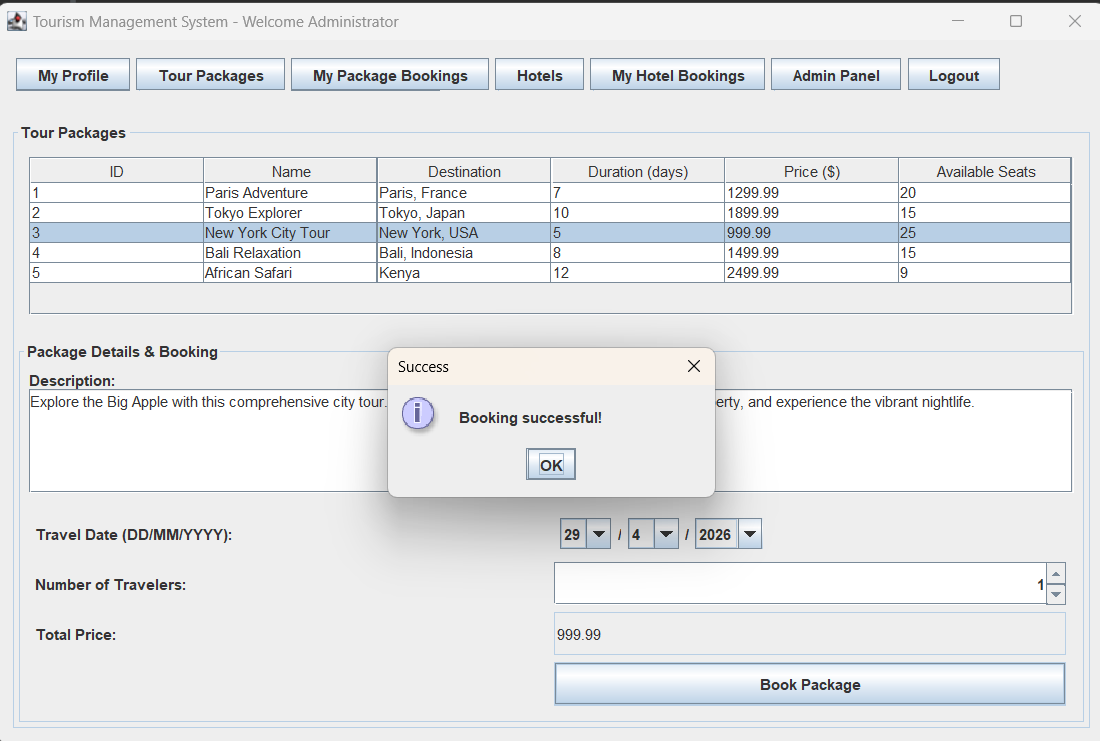 Tourism Management System - Welcome Administrator
My Profile Tour Packages My Package Bookings Hotels My Hotel Bookings Admin Panel Logout
Tour Packages
ID Name Destination Duration (days) Price ($) Available Seats
1 Paris Adventure Paris, France 7 1299.99 20
2 Tokyo Explorer Tokyo, Japan 10 1899.99 15
3 New York City Tour New York, USA 5 999.99 25
4 Bali Relaxation Bali, Indonesia 8 1499.99 15
5 African Safari Kenya 12 2499.99 9
Package Details & Booking
Description:
Explore the Big Apple with this comprehensive city tour. , and experience the vibrant nightlife.
Success
i
Booking successful!
OK
Travel Date (DD/MM/YYYY): 29 / 4 / 2026
Number of Travelers: 1
Total Price: 999.99
Book Package